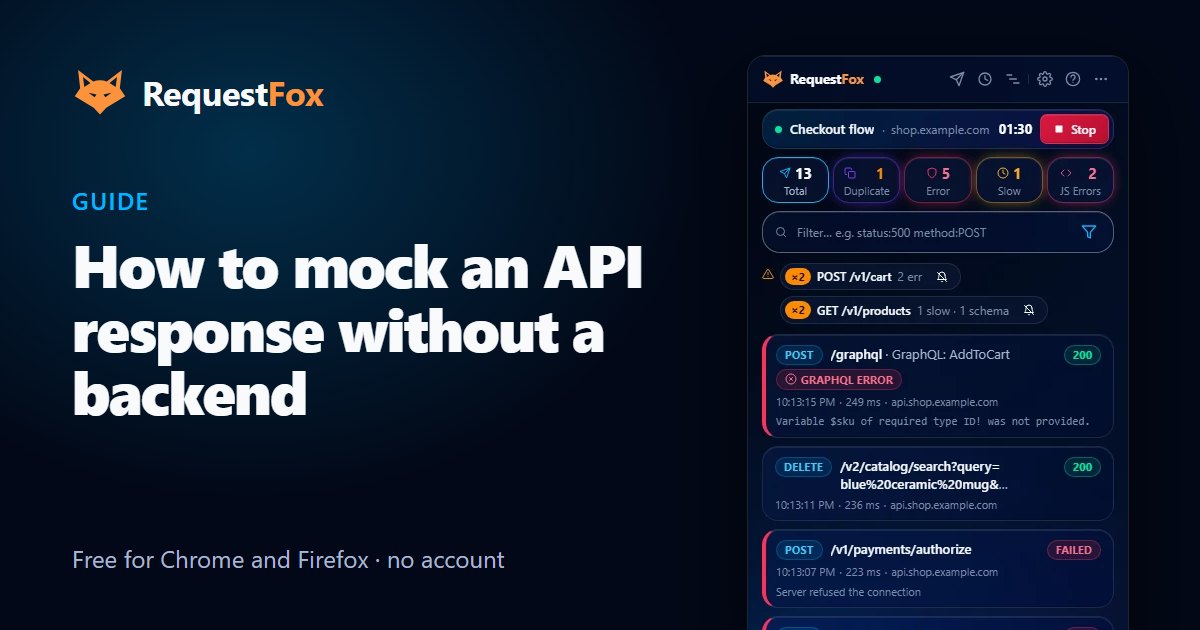 RequestFox
GUIDE
How to mock an API
response without a
backend
Free for Chrome and Firefox · no account
RequestFox
Checkout flow · shop.example.com 01:30 Stop
13 Total
1 Duplicate
5 Error
1 Slow
2 JS Errors
Filter... e.g. status:500 method:POST
×2 POST /v1/cart 2 err
×2 GET /v1/products 1 slow · 1 schema
POST /graphql · GraphQL: AddToCart 200
GRAPHQL ERROR
10:13:15 PM · 249 ms · api.shop.example.com
Variable $sku of required type ID! was not provided.
DELETE /v2/catalog/search?query=
blue%20ceramic%20mug&... 200
10:13:11 PM · 236 ms · api.shop.example.com
POST /v1/payments/authorize FAILED
10:13:07 PM · 223 ms · api.shop.example.com
Server refused the connection